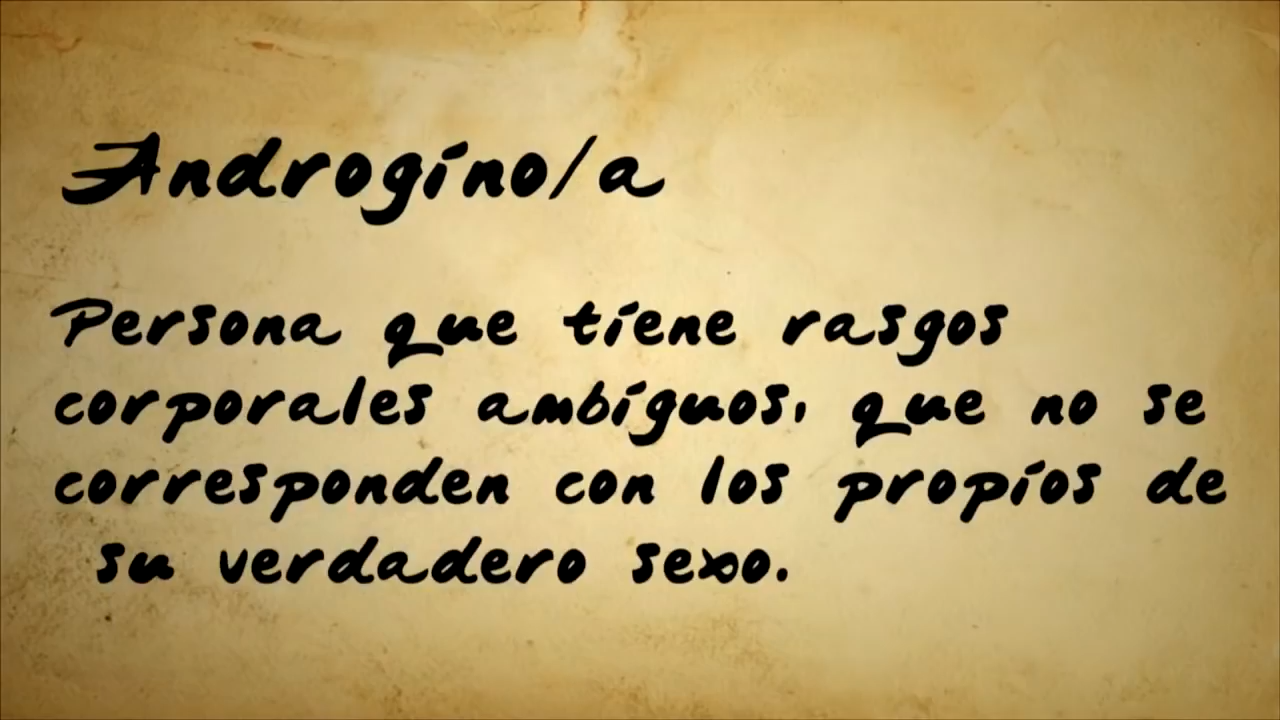 Androgino/a
Persona que tiene rasgos
corporales ambiguos, que no se
corresponden con los propios de
su verdadero sexo.